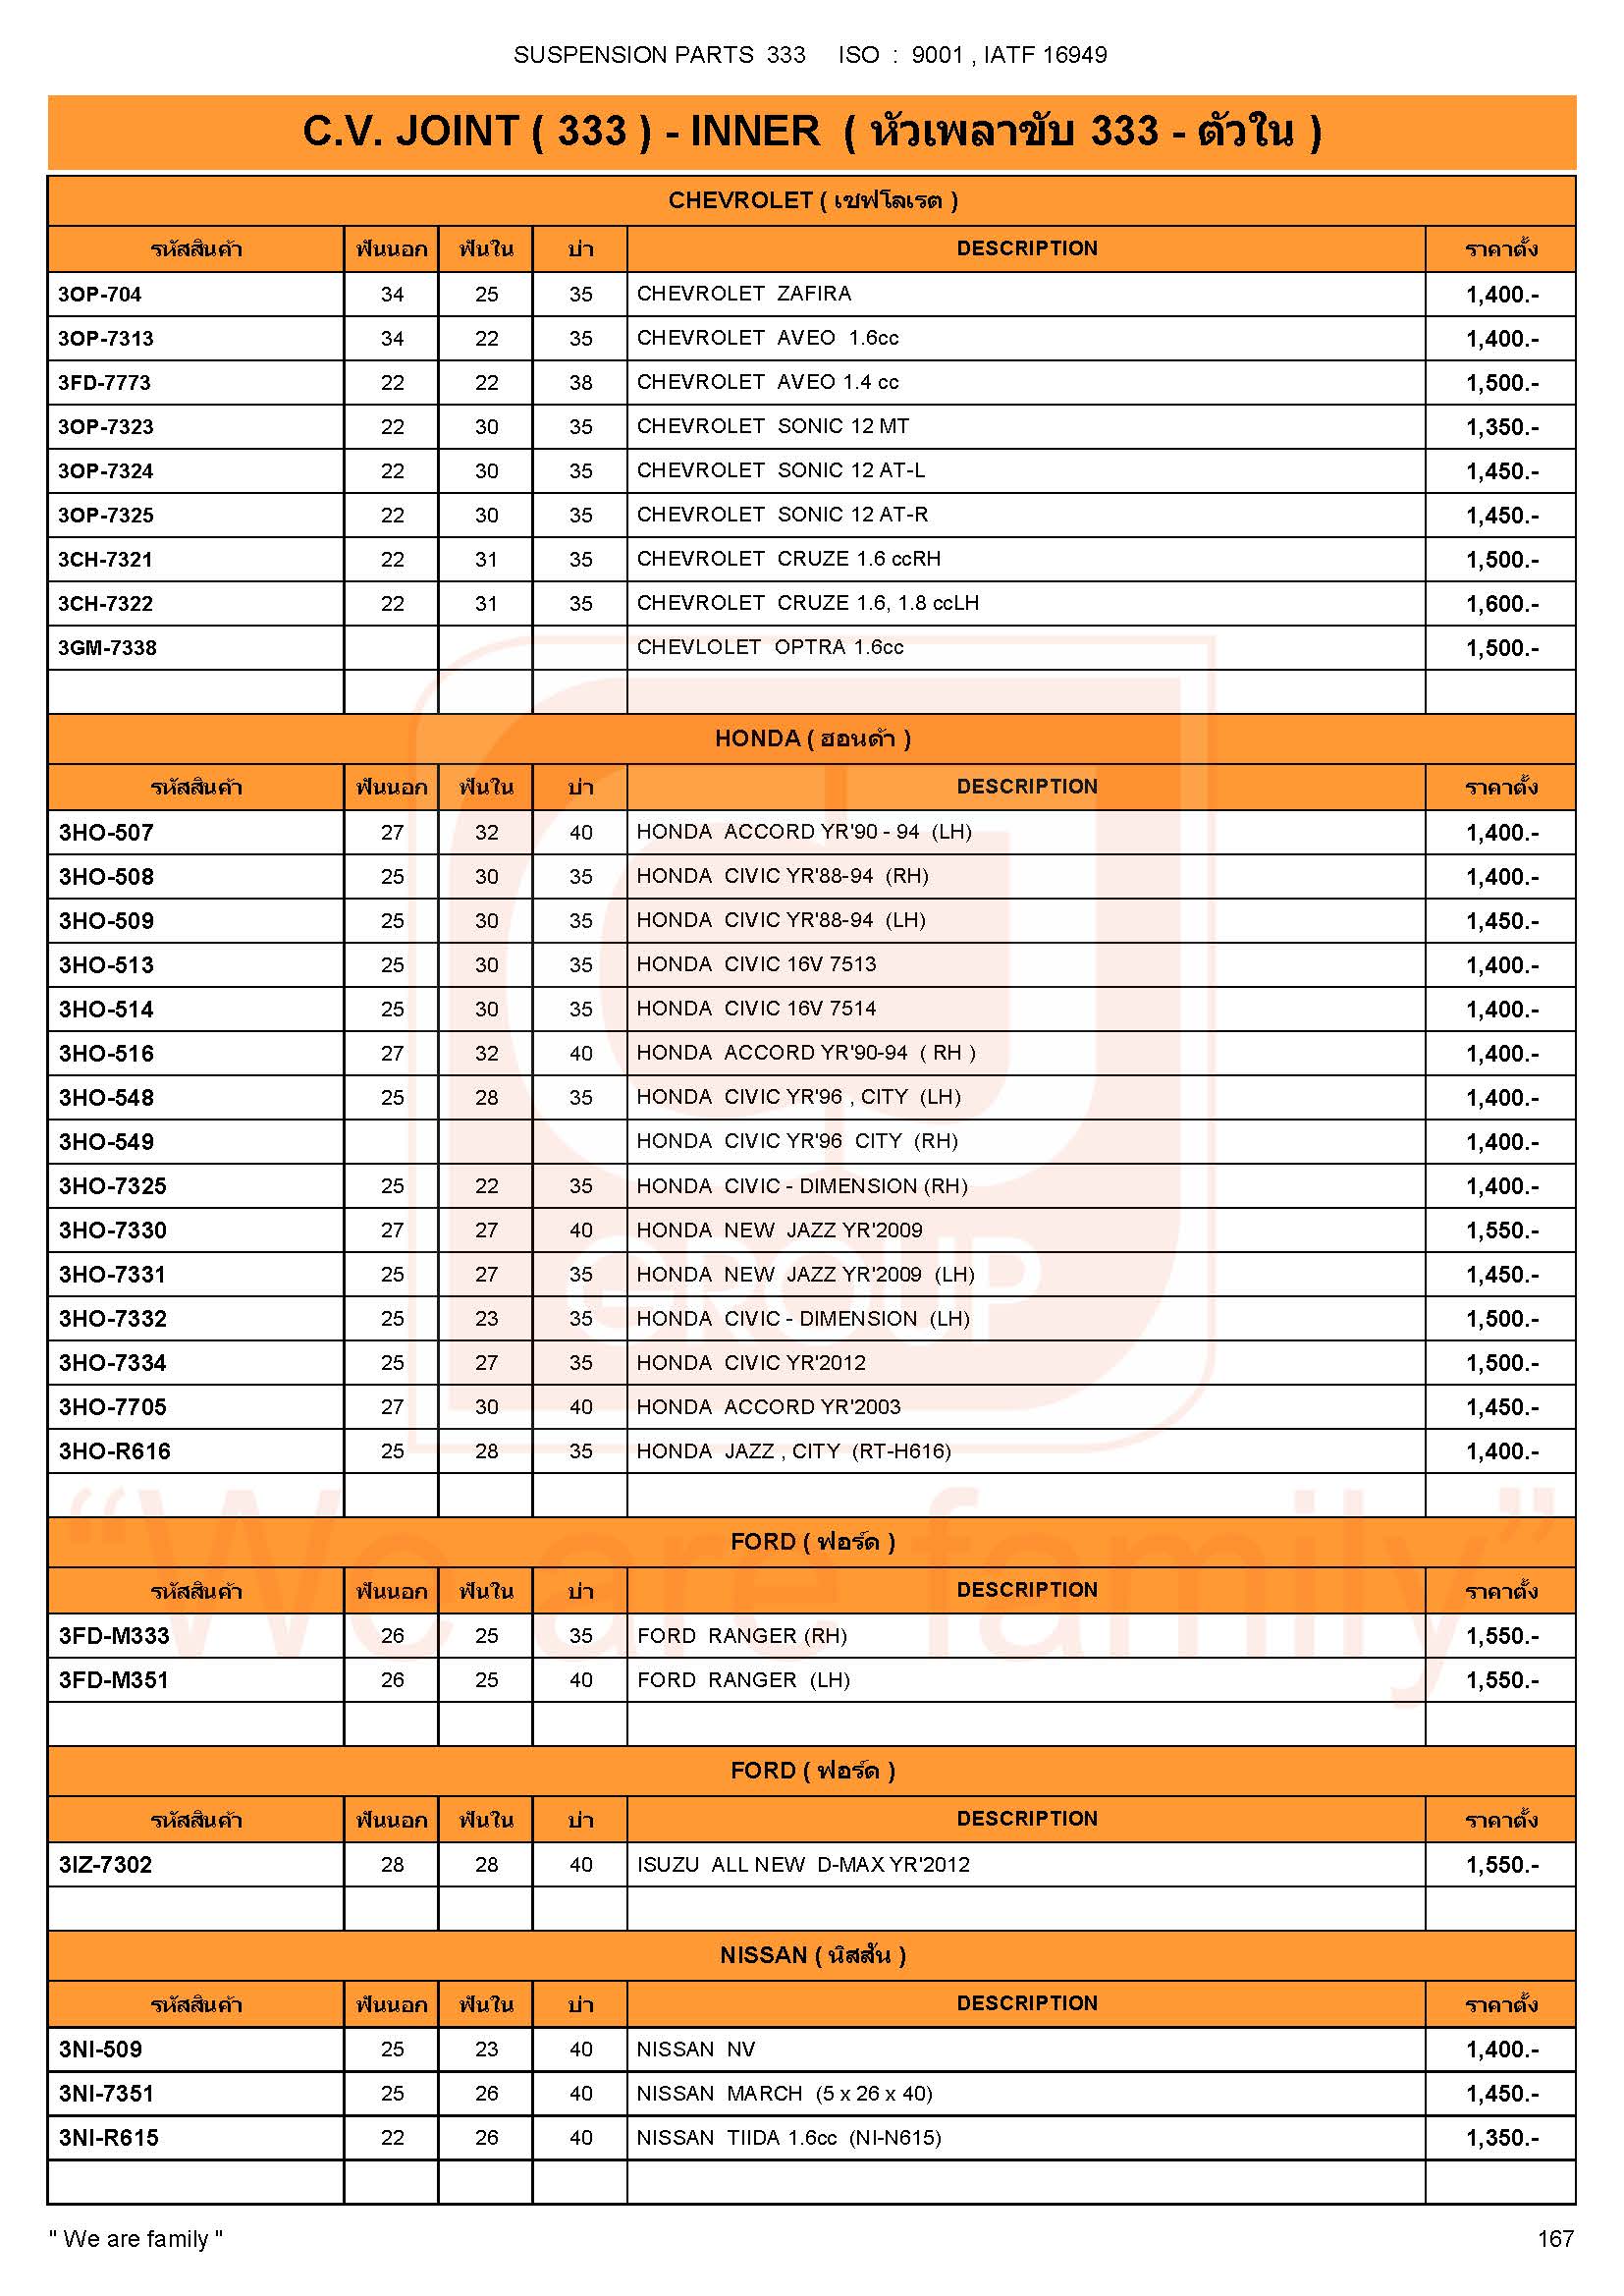 SUSPENSION PARTS 333 ISO : 9001 , IATF 16949
C.V. JOINT ( 333 ) - INNER ( หัวเพลาขับ 333 - ตัวใน )
CHEVROLET ( เชฟโลเรต )
รหัสสินค้า ฟันนอก ฟันใน บ่า DESCRIPTION ราคาตั้ง
3OP-704 34 25 35 CHEVROLET ZAFIRA 1,400.-
3OP-7313 34 22 35 CHEVROLET AVEO 1.6cc 1,400.-
3FD-7773 22 22 38 CHEVROLET AVEO 1.4 cc 1,500.-
3OP-7323 22 30 35 CHEVROLET SONIC 12 MT 1,350.-
3OP-7324 22 30 35 CHEVROLET SONIC 12 AT-L 1,450.-
3OP-7325 22 30 35 CHEVROLET SONIC 12 AT-R 1,450.-
3CH-7321 22 31 35 CHEVROLET CRUZE 1.6 ccRH 1,500.-
3CH-7322 22 31 35 CHEVROLET CRUZE 1.6, 1.8 ccLH 1,600.-
3GM-7338 CHEVLOLET OPTRA 1.6cc 1,500.-
HONDA ( ฮอนด้า )
รหัสสินค้า ฟันนอก ฟันใน บ่า DESCRIPTION ราคาตั้ง
3HO-507 27 32 40 HONDA ACCORD YR'90 - 94 (LH) 1,400.-
3HO-508 25 30 35 HONDA CIVIC YR'88-94 (RH) 1,400.-
3HO-509 25 30 35 HONDA CIVIC YR'88-94 (LH) 1,450.-
3HO-513 25 30 35 HONDA CIVIC 16V 7513 1,400.-
3HO-514 25 30 35 HONDA CIVIC 16V 7514 1,400.-
3HO-516 27 32 40 HONDA ACCORD YR'90-94 ( RH ) 1,400.-
3HO-548 25 28 35 HONDA CIVIC YR'96 , CITY (LH) 1,400.-
3HO-549 HONDA CIVIC YR'96 CITY (RH) 1,400.-
3HO-7325 25 22 35 HONDA CIVIC - DIMENSION (RH) 1,400.-
3HO-7330 27 27 40 HONDA NEW JAZZ YR'2009 1,550.-
3HO-7331 25 27 35 HONDA NEW JAZZ YR'2009 (LH) 1,450.-
3HO-7332 25 23 35 HONDA CIVIC - DIMENSION (LH) 1,500.-
3HO-7334 25 27 35 HONDA CIVIC YR'2012 1,500.-
3HO-7705 27 30 40 HONDA ACCORD YR'2003 1,450.-
3HO-R616 25 28 35 HONDA JAZZ , CITY (RT-H616) 1,400.-
CJ
GROUP
“We are family”
FORD ( ฟอร์ด )
รหัสสินค้า ฟันนอก ฟันใน บ่า DESCRIPTION ราคาตั้ง
3FD-M333 26 25 35 FORD RANGER (RH) 1,550.-
3FD-M351 26 25 40 FORD RANGER (LH) 1,550.-
FORD ( ฟอร์ด )
รหัสสินค้า ฟันนอก ฟันใน บ่า DESCRIPTION ราคาตั้ง
3IZ-7302 28 28 40 ISUZU ALL NEW D-MAX YR'2012 1,550.-
NISSAN ( นิสสัน )
รหัสสินค้า ฟันนอก ฟันใน บ่า DESCRIPTION ราคาตั้ง
3NI-509 25 23 40 NISSAN NV 1,400.-
3NI-7351 25 26 40 NISSAN MARCH (5 x 26 x 40) 1,450.-
3NI-R615 22 26 40 NISSAN TIIDA 1.6cc (NI-N615) 1,350.-
" We are family " 167